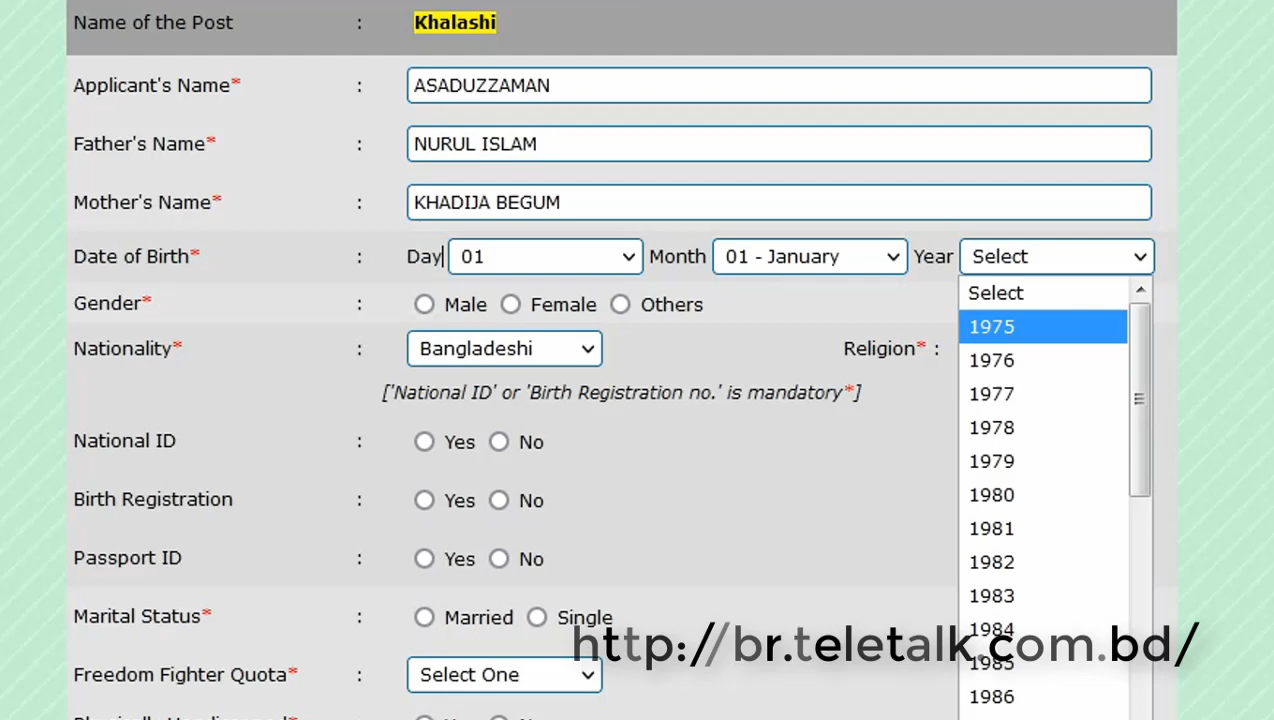 Name of the Post : Khalashi
Applicant's Name* : ASADUZZAMAN
Father's Name* : NURUL ISLAM
Mother's Name* : KHADIJA BEGUM
Date of Birth* : Day 01 Month 01 - January Year Select
Select
Gender* : Male Female Others
1975
Nationality* : Bangladeshi Religion* :
1976
['National ID' or 'Birth Registration no.' is mandatory*]
1977
1978
National ID : Yes No
1979
1980
Birth Registration : Yes No
1981
Passport ID : Yes No
1982
1983
Marital Status* : Married Single
1984
http://br.teletalk.com.bd/
1985
Freedom Fighter Quota* : Select One
1986